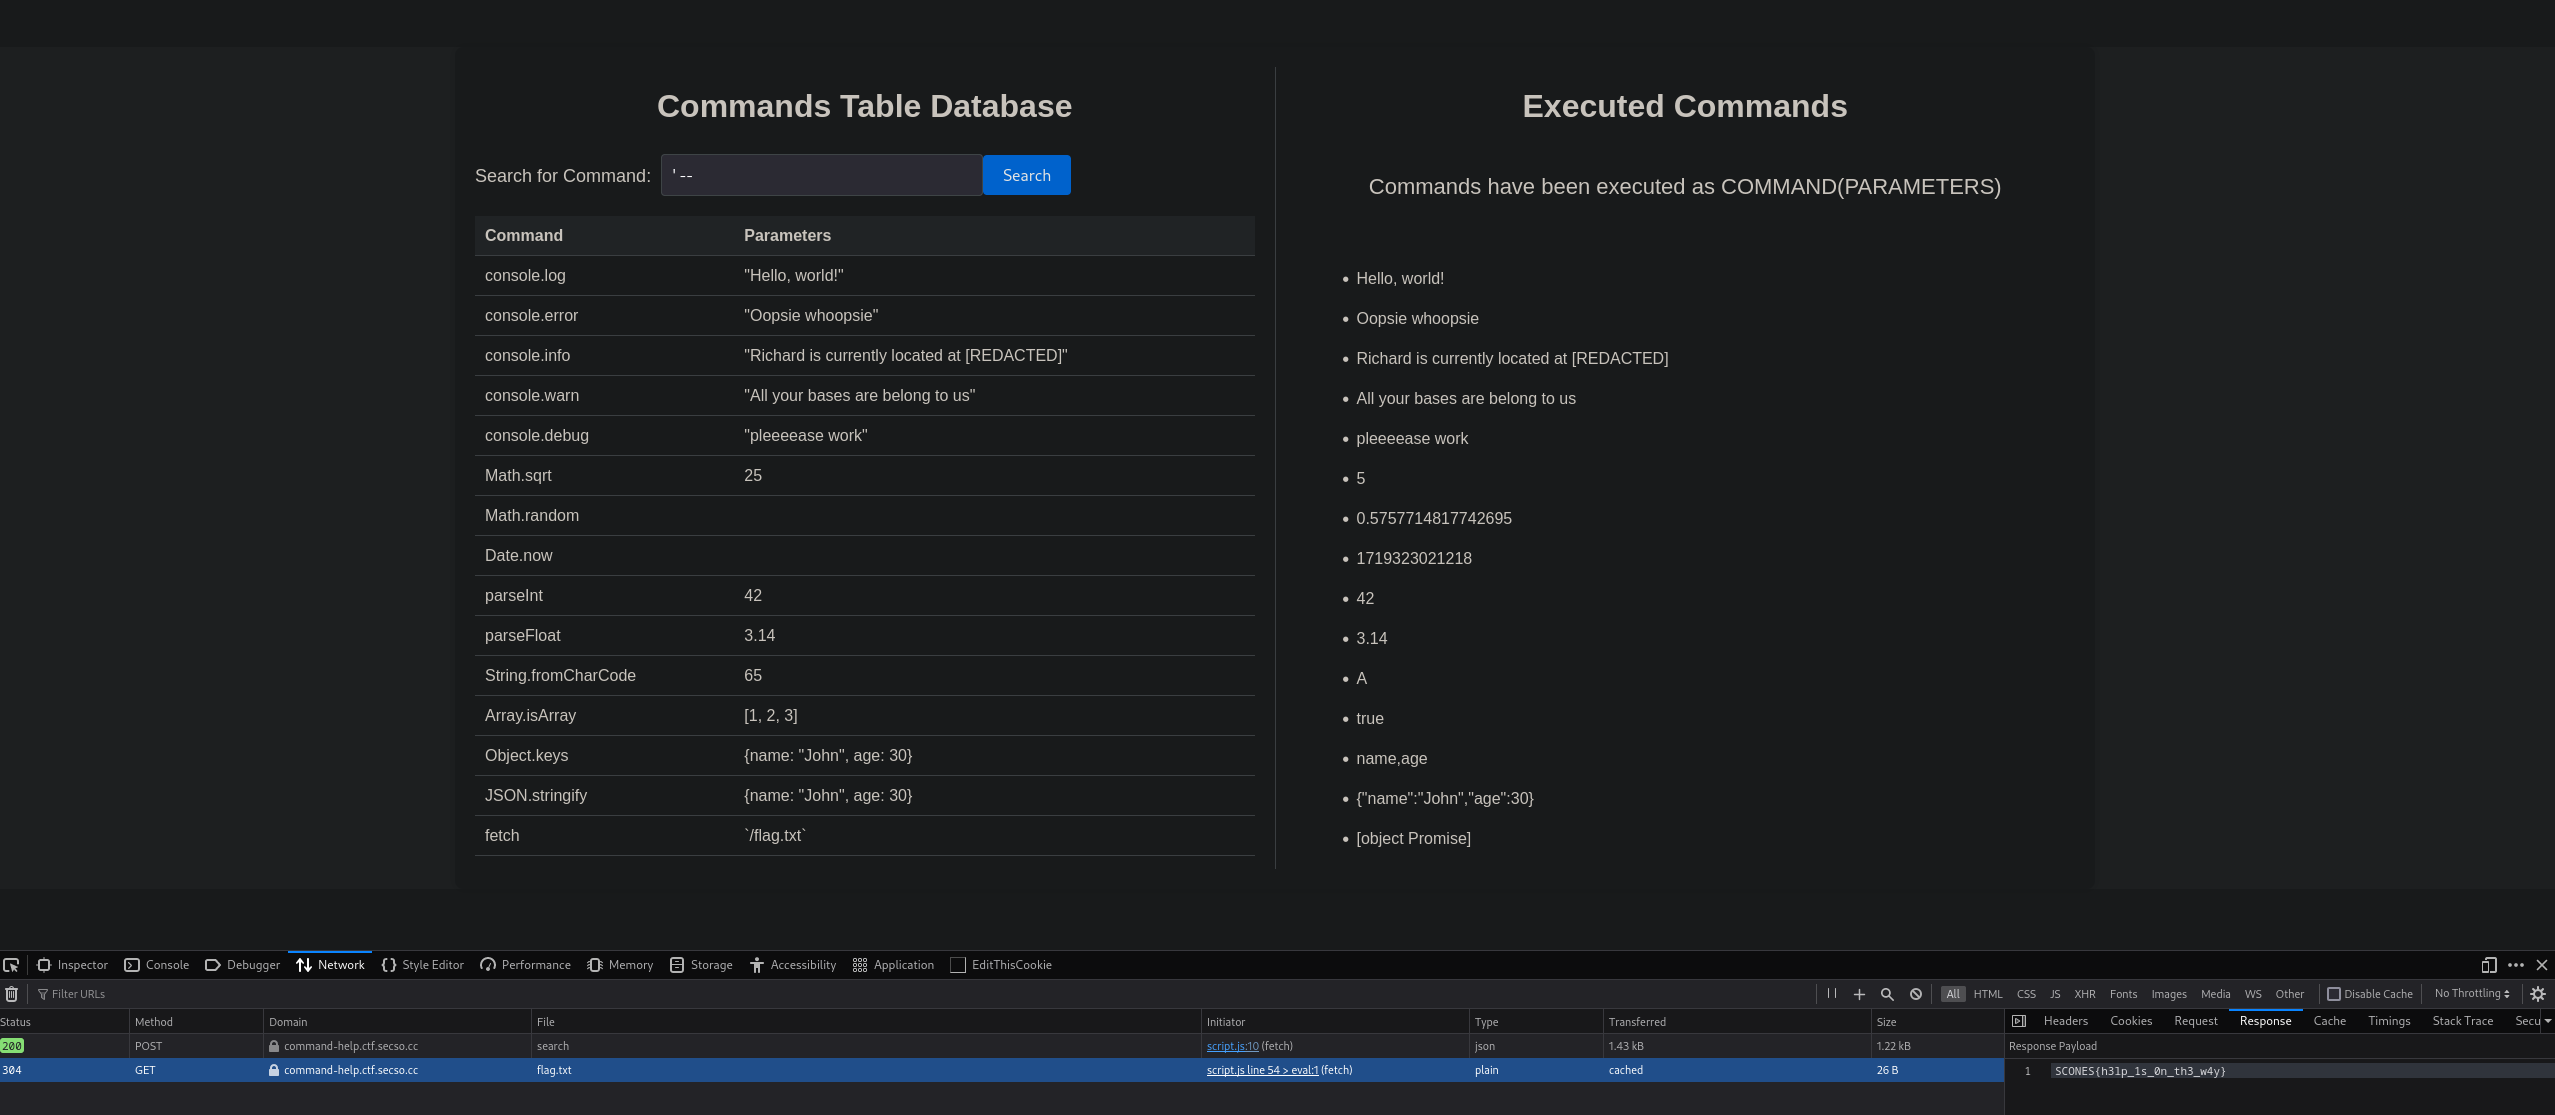 Commands Table Database
Search for Command: ' -- Search
Command Parameters
console.log "Hello, world!"
console.error "Oopsie whoopsie"
console.info "Richard is currently located at [REDACTED]"
console.warn "All your bases are belong to us"
console.debug "pleeeease work"
Math.sqrt 25
Math.random
Date.now
parseInt 42
parseFloat 3.14
String.fromCharCode 65
Array.isArray [1, 2, 3]
Object.keys {name: "John", age: 30}
JSON.stringify {name: "John", age: 30}
fetch `/flag.txt`
Executed Commands
Commands have been executed as COMMAND(PARAMETERS)
• Hello, world!
• Oopsie whoopsie
• Richard is currently located at [REDACTED]
• All your bases are belong to us
• pleeeease work
• 5
• 0.5757714817742695
• 1719323021218
• 42
• 3.14
• A
• true
• name,age
• {"name":"John","age":30}
• [object Promise]
Inspector Console Debugger Network Style Editor Performance Memory Storage Accessibility Application EditThisCookie
Filter URLs All HTML CSS JS XHR Fonts Images Media WS Other Disable Cache No Throttling
Status Method Domain File Initiator Type Transferred Size
200 POST command-help.ctf.secso.cc search script.js:10 (fetch) json 1.43 kB 1.22 kB
304 GET command-help.ctf.secso.cc flag.txt script.js line 54 > eval:1 (fetch) plain cached 26 B
Headers Cookies Request Response Cache Timings Stack Trace Secu
Response Payload
1 SCONES{h31p_1s_0n_th3_w4y}